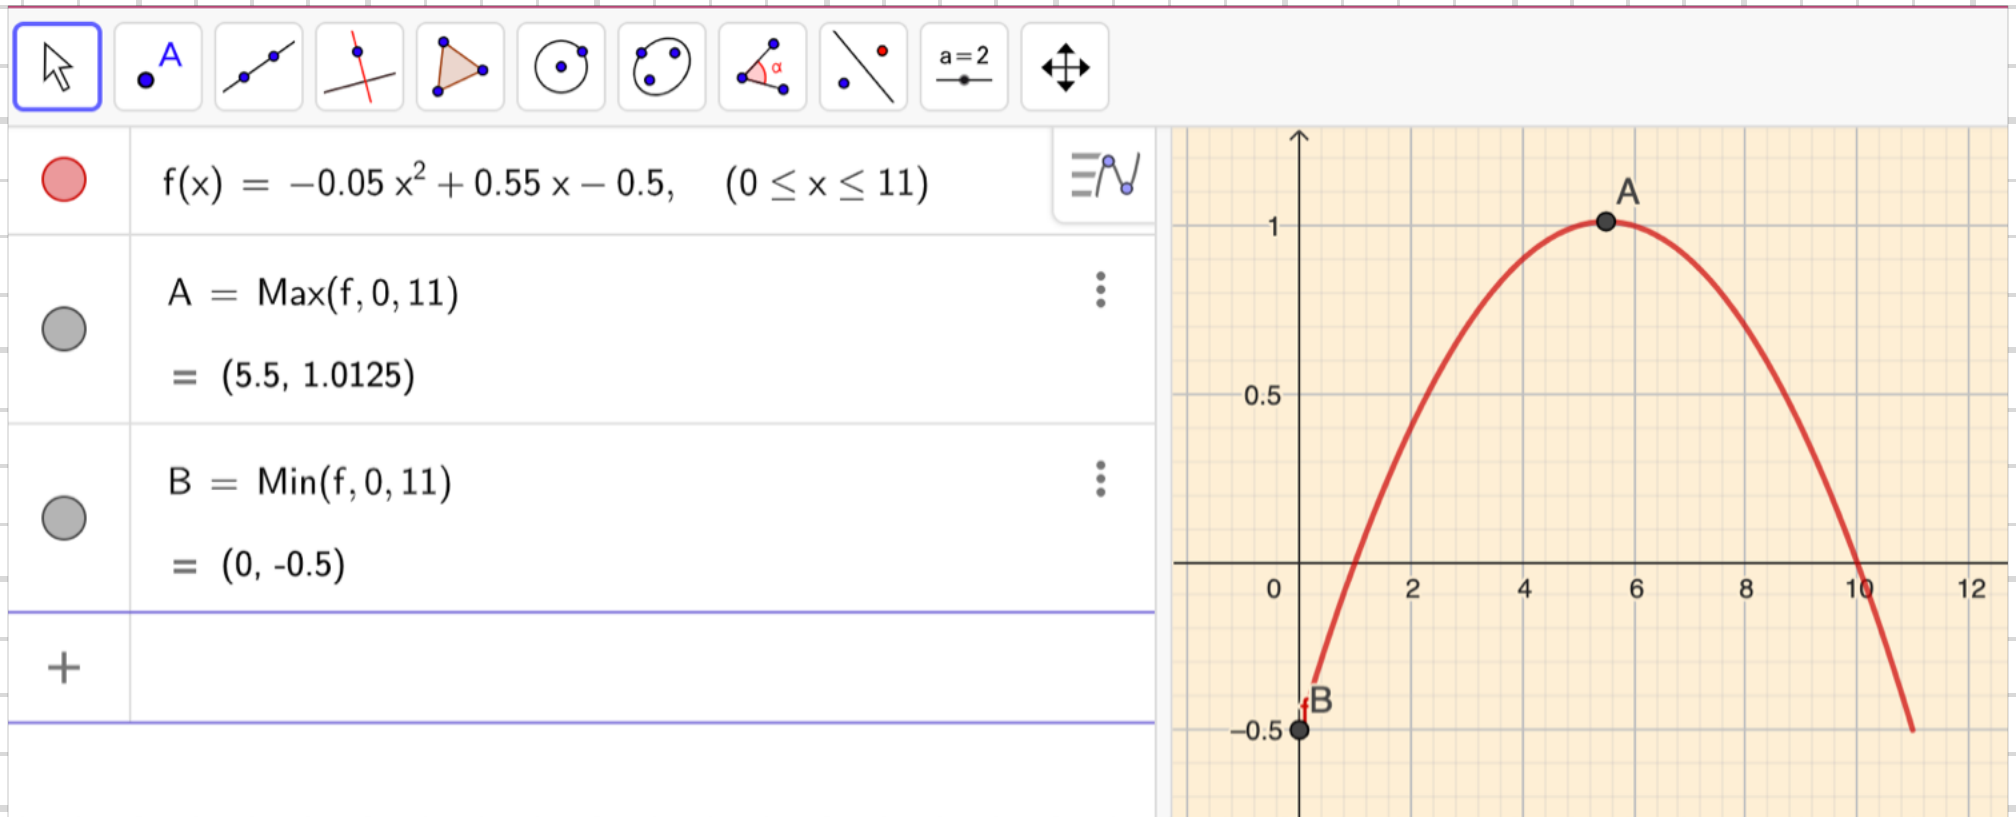 A
α
a=2
f(x) = −0.05 x² + 0.55 x − 0.5, (0 ≤ x ≤ 11)
A = Max(f, 0, 11)
= (5.5, 1.0125)
B = Min(f, 0, 11)
= (0, -0.5)
+
A
1
0.5
0 2 4 6 8 10 12
f B
−0.5